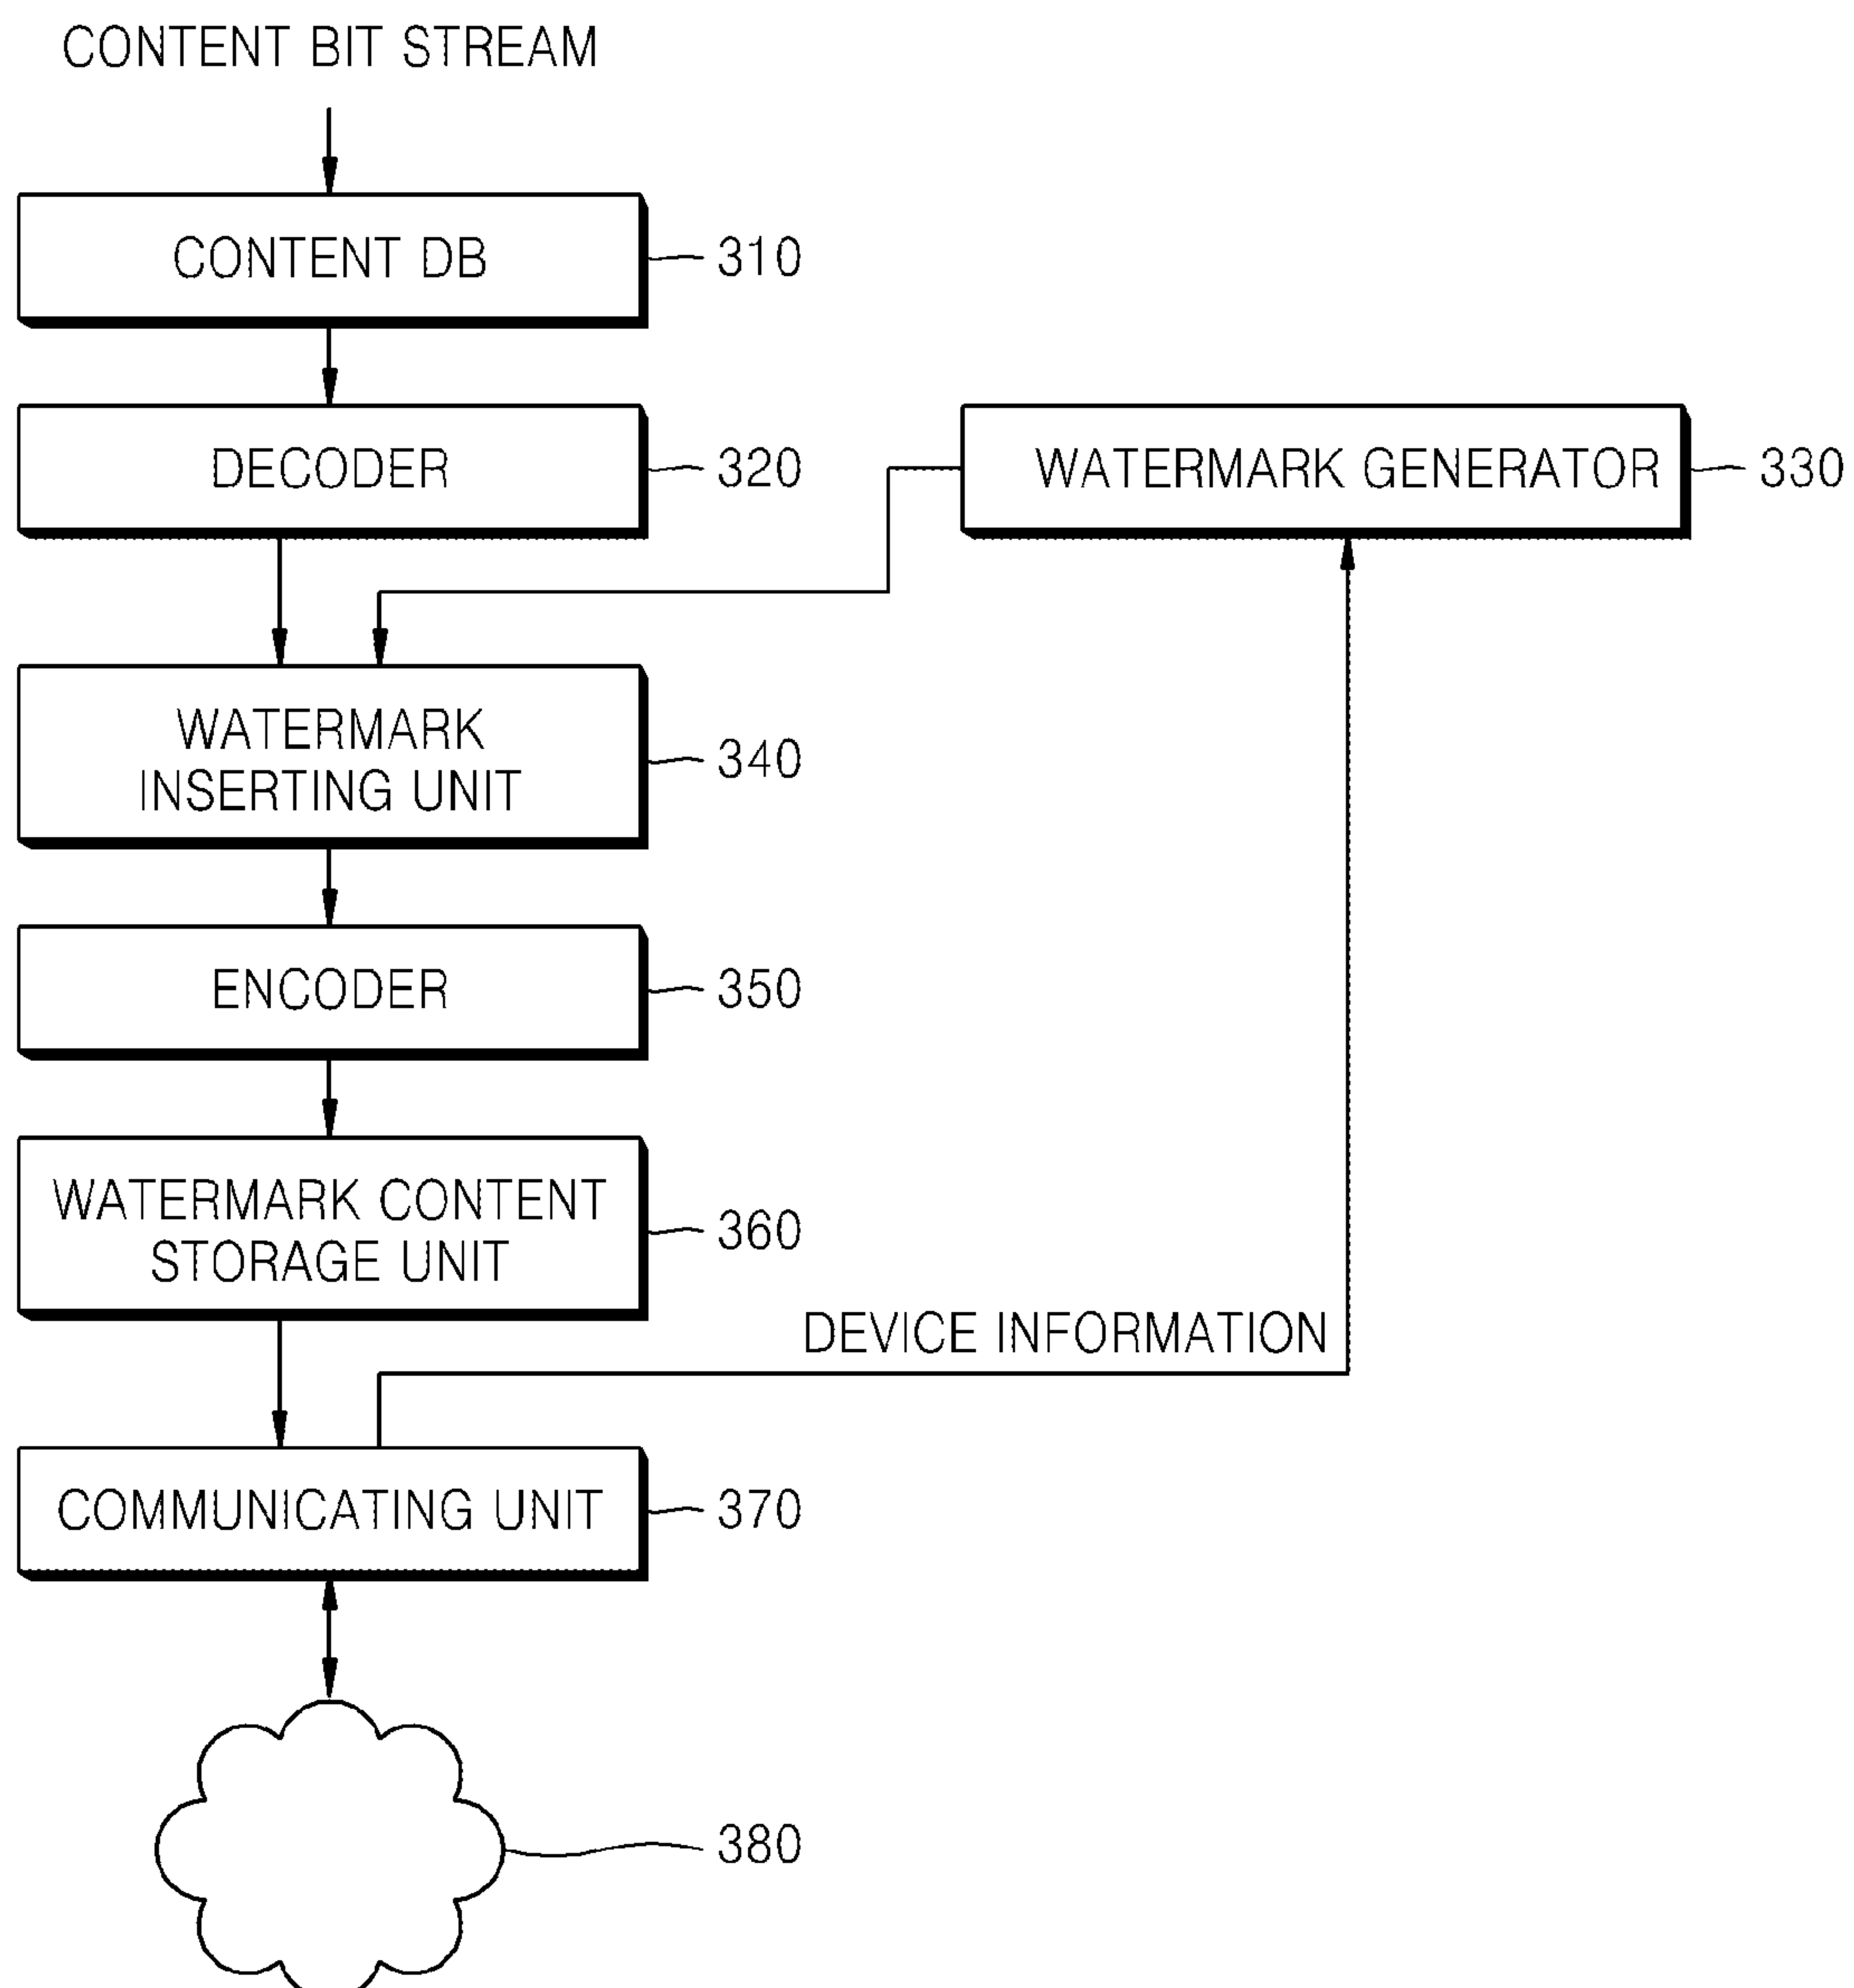 CONTENT BIT STREAM
CONTENT DB
310
DECODER
320
WATERMARK GENERATOR
330
WATERMARK
INSERTING UNIT
340
ENCODER
350
WATERMARK CONTENT
STORAGE UNIT
360
DEVICE INFORMATION
COMMUNICATING UNIT
370
380